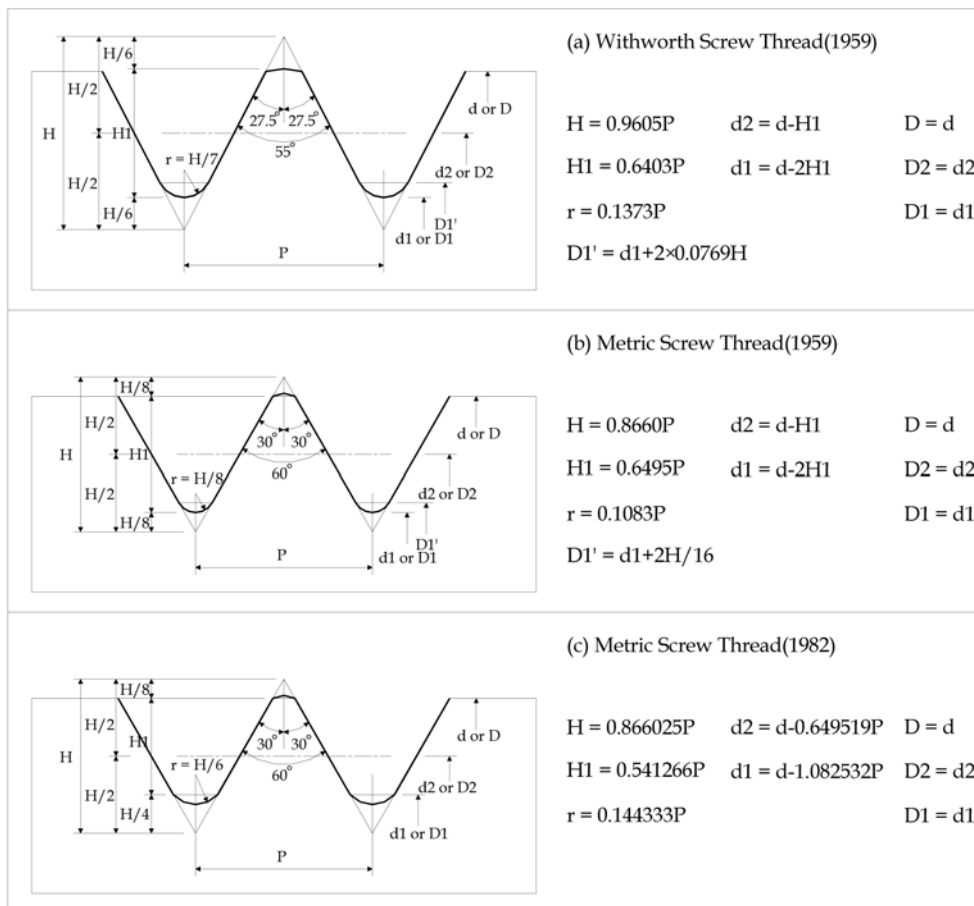 (a) Withworth Screw Thread(1959)
H/6
H/2
H
H1
H/2
H/6
27.5° 27.5°
55°
r = H/7
d or D
d2 or D2
D1'
d1 or D1
P
H = 0.9605P d2 = d-H1 D = d
H1 = 0.6403P d1 = d-2H1 D2 = d2
r = 0.1373P D1 = d1
D1' = d1+2×0.0769H
(b) Metric Screw Thread(1959)
H/8
H/2
H
H1
H/2
H/8
30° 30°
60°
r = H/8
d or D
d2 or D2
D1'
d1 or D1
P
H = 0.8660P d2 = d-H1 D = d
H1 = 0.6495P d1 = d-2H1 D2 = d2
r = 0.1083P D1 = d1
D1' = d1+2H/16
(c) Metric Screw Thread(1982)
H/8
H/2
H
H1
H/2
H/4
30° 30°
60°
r = H/6
d or D
d2 or D2
d1 or D1
P
H = 0.866025P d2 = d-0.649519P D = d
H1 = 0.541266P d1 = d-1.082532P D2 = d2
r = 0.144333P D1 = d1